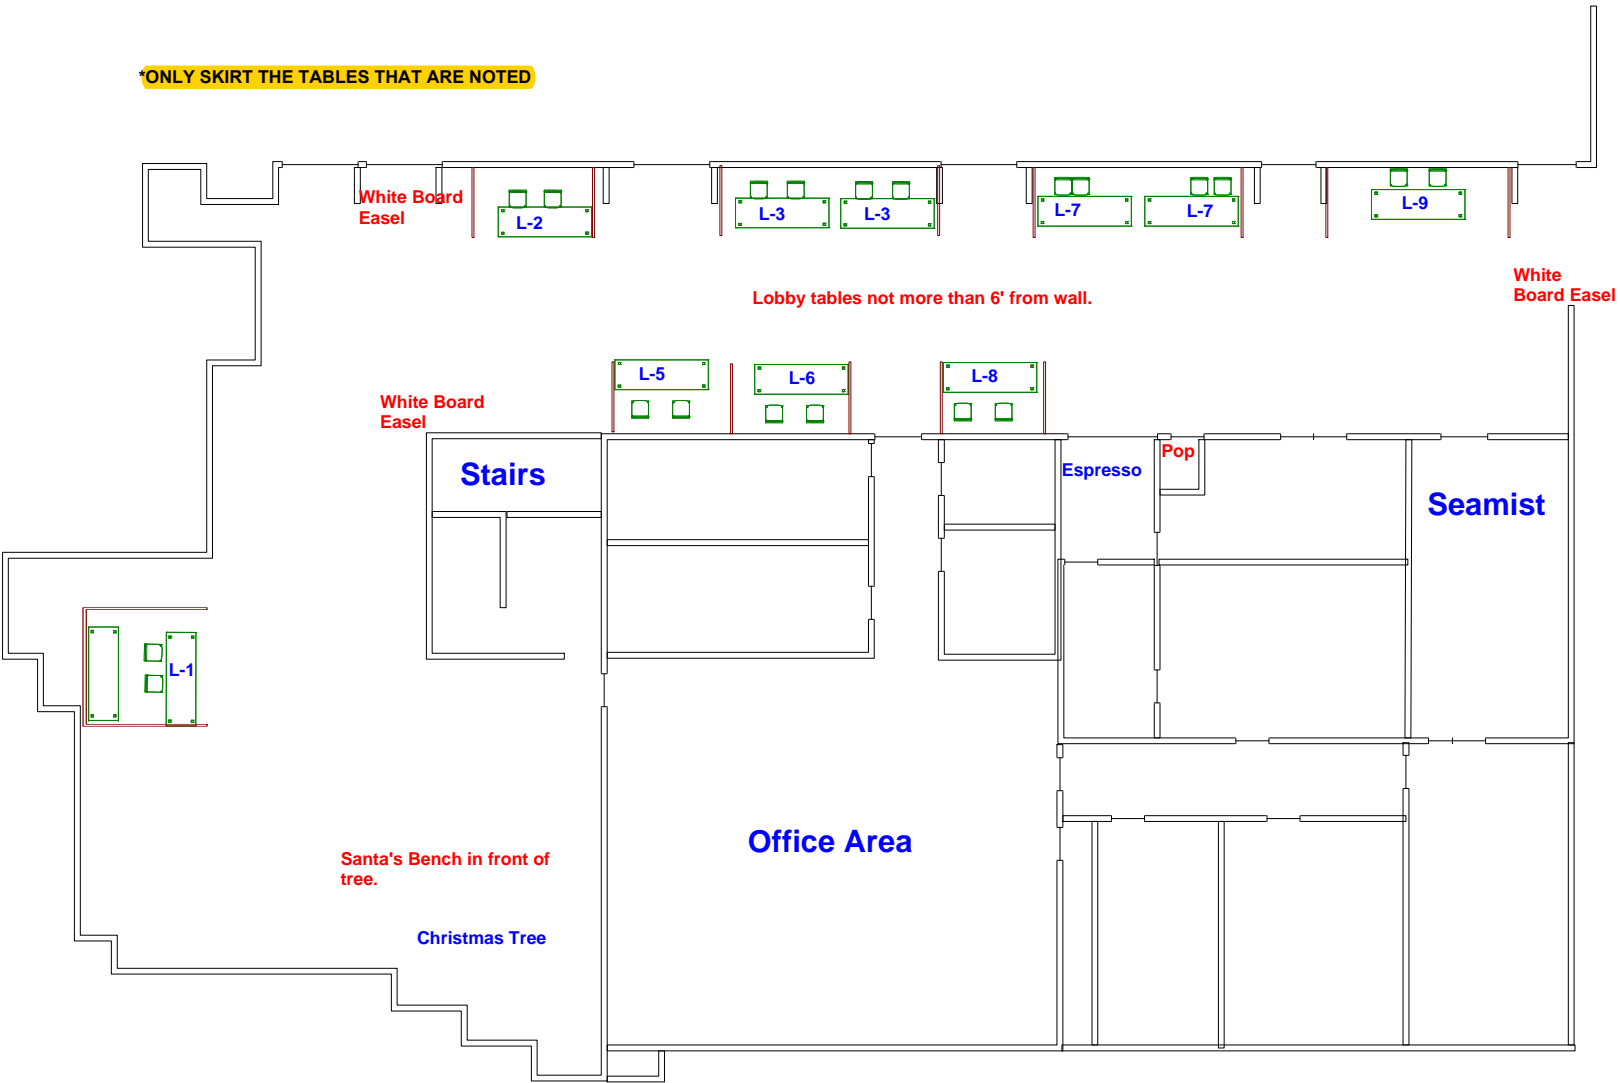 *ONLY SKIRT THE TABLES THAT ARE NOTED
White Board
Easel
L-2
L-3
L-3
L-7
L-7
L-9
White
Board Easel
Lobby tables not more than 6' from wall.
L-5
L-6
L-8
White Board
Easel
Stairs
Espresso
Pop
Seamist
L-1
Office Area
Santa's Bench in front of
tree.
Christmas Tree